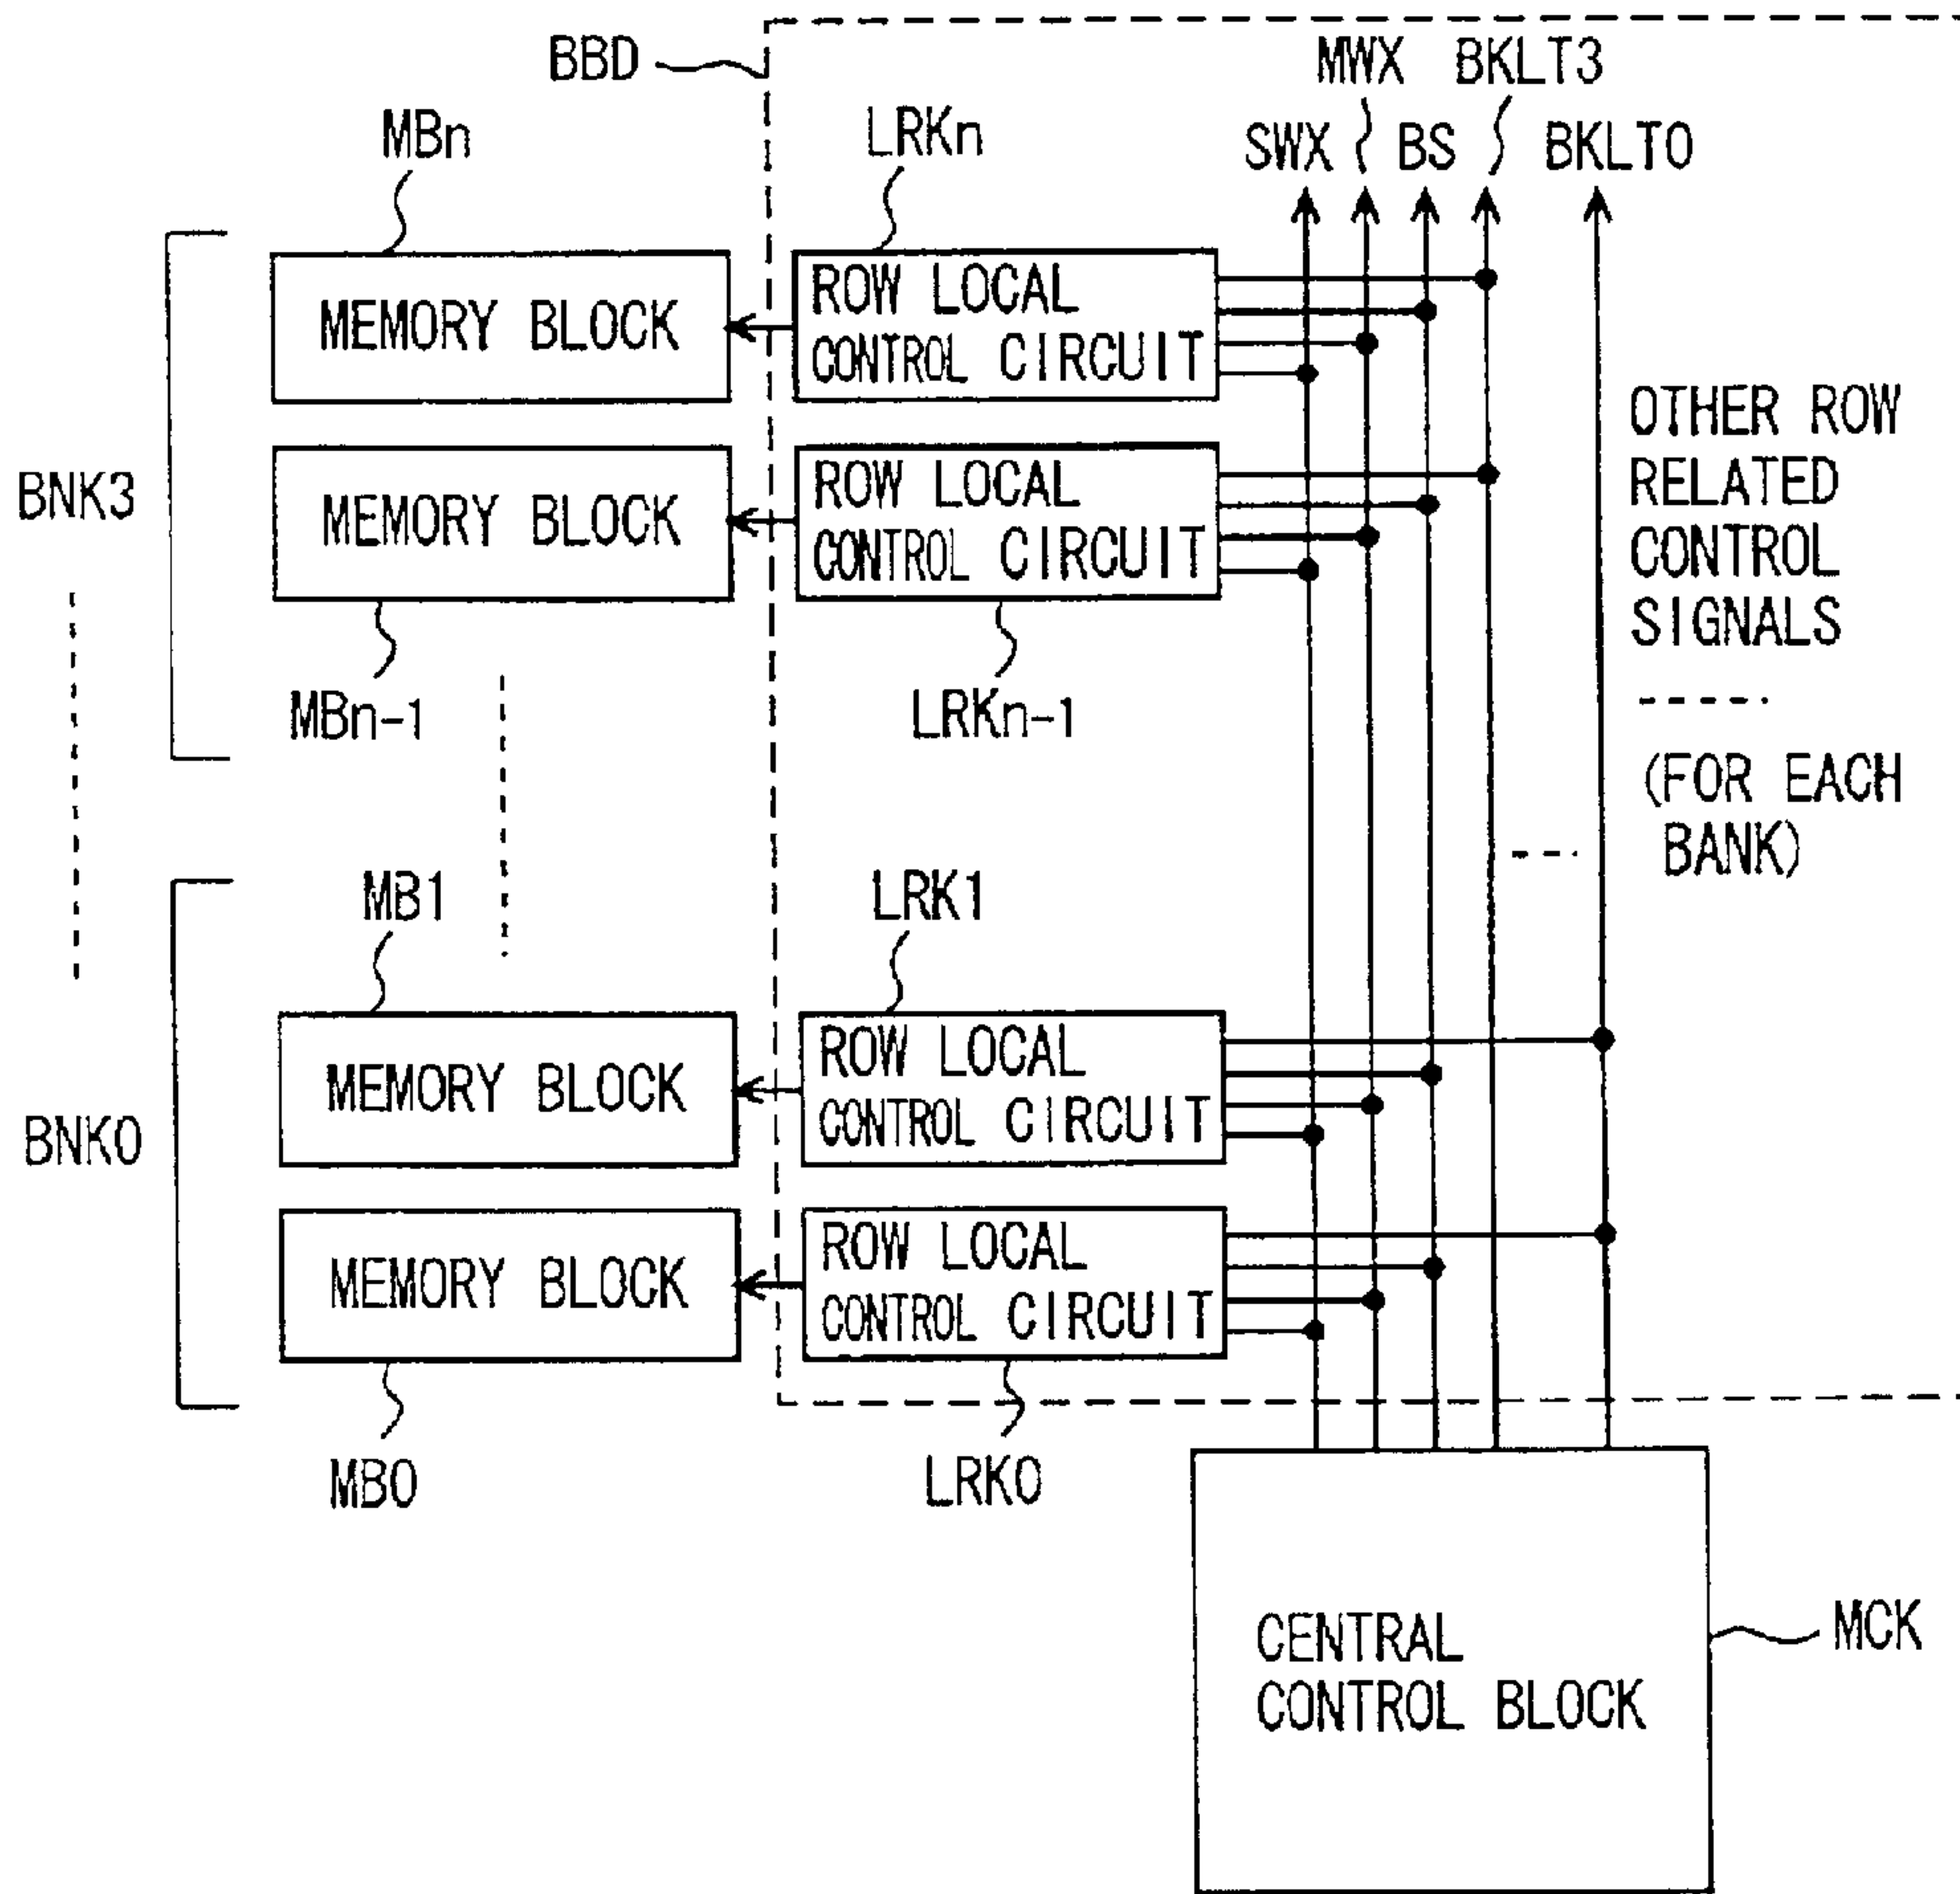 BBD
MWX BKLT3
SWX BS BKLT0
MBn
LRKn
MEMORY BLOCK
ROW LOCAL
CONTROL CIRCUIT
BNK3
MEMORY BLOCK
ROW LOCAL
CONTROL CIRCUIT
OTHER ROW
RELATED
CONTROL
SIGNALS
(FOR EACH
BANK)
MBn-1
LRKn-1
MB1
LRK1
MEMORY BLOCK
ROW LOCAL
CONTROL CIRCUIT
BNK0
MEMORY BLOCK
ROW LOCAL
CONTROL CIRCUIT
MB0
LRK0
CENTRAL
CONTROL BLOCK
MCK